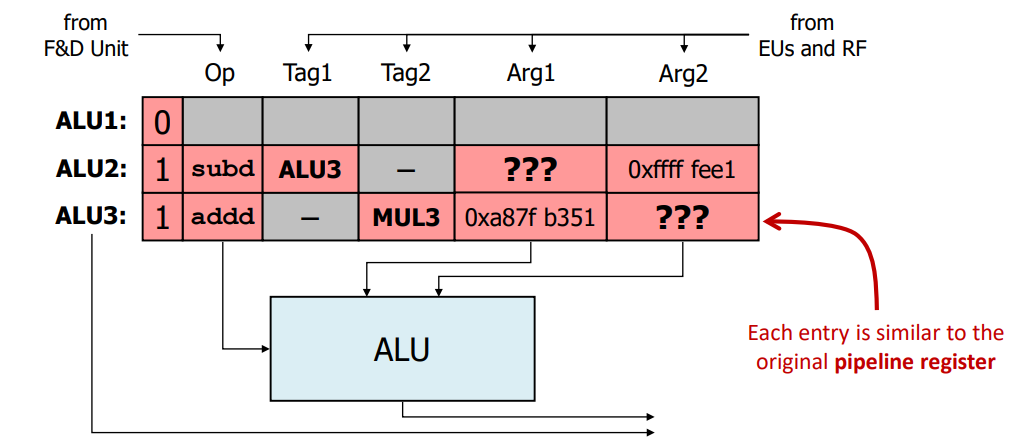 from
F&D Unit
from
EUs and RF
Op Tag1 Tag2 Arg1 Arg2
ALU1: 0
ALU2: 1 subd ALU3 – ??? 0xffff fee1
ALU3: 1 addd – MUL3 0xa87f b351 ???
ALU
Each entry is similar to the
original pipeline register